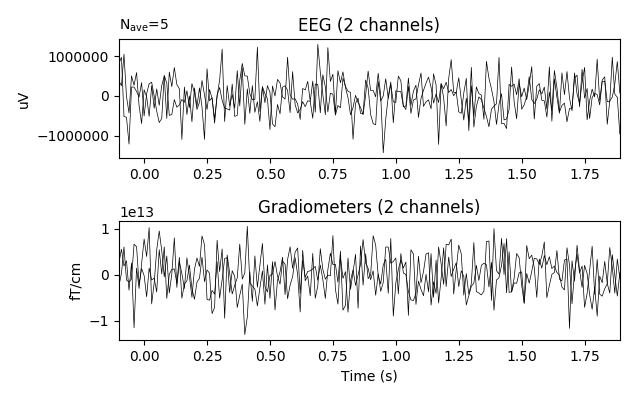 N_ave=5
EEG (2 channels)
1000000
0
−1000000
uV
0.00 0.25 0.50 0.75 1.00 1.25 1.50 1.75
1e13
Gradiometers (2 channels)
1
0
−1
fT/cm
0.00 0.25 0.50 0.75 1.00 1.25 1.50 1.75
Time (s)